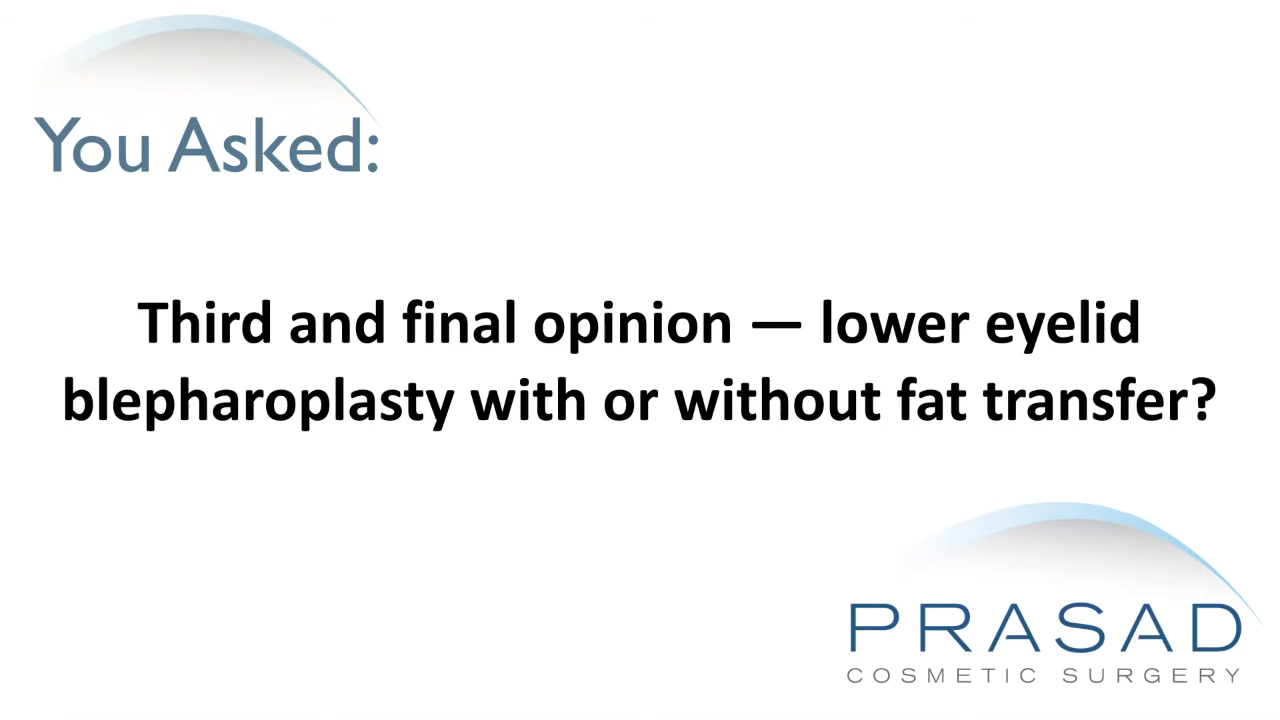 You Asked:
Third and final opinion — lower eyelid
blepharoplasty with or without fat transfer?
PRASAD
COSMETIC SURGERY